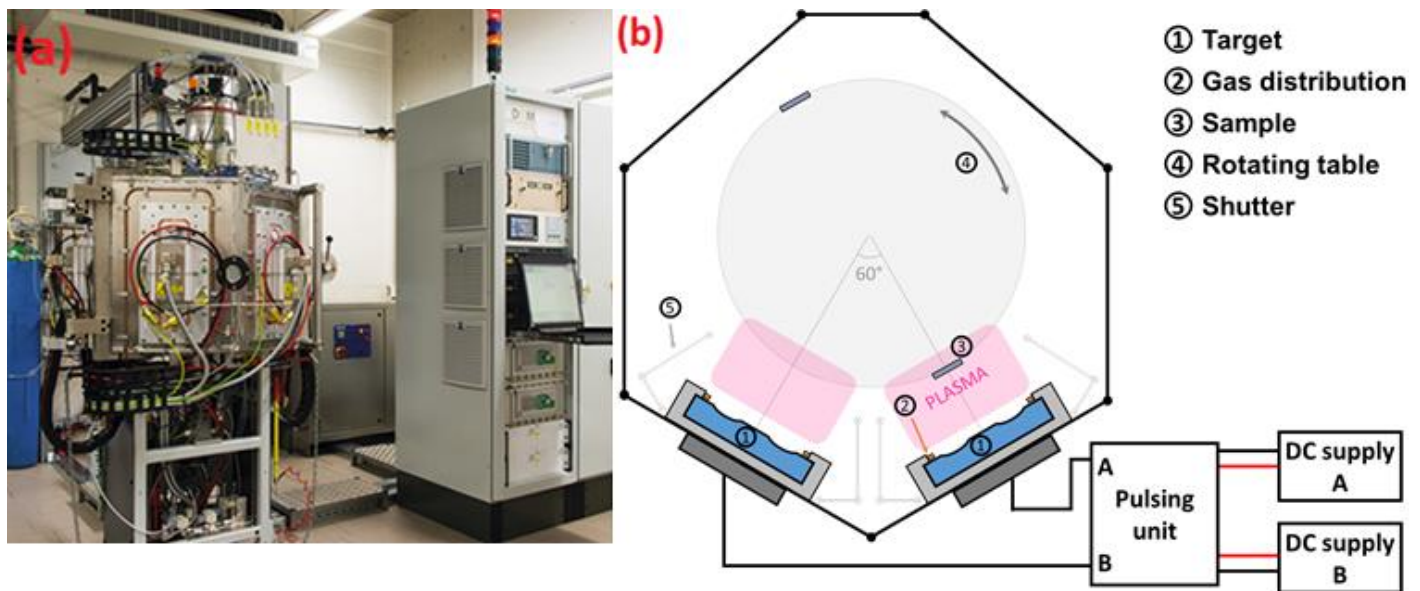 (a)
(b)
① Target
② Gas distribution
③ Sample
④ Rotating table
⑤ Shutter
④
60°
⑤
③
PLASMA
②
①
①
A
Pulsing
unit
B
DC supply
A
DC supply
B